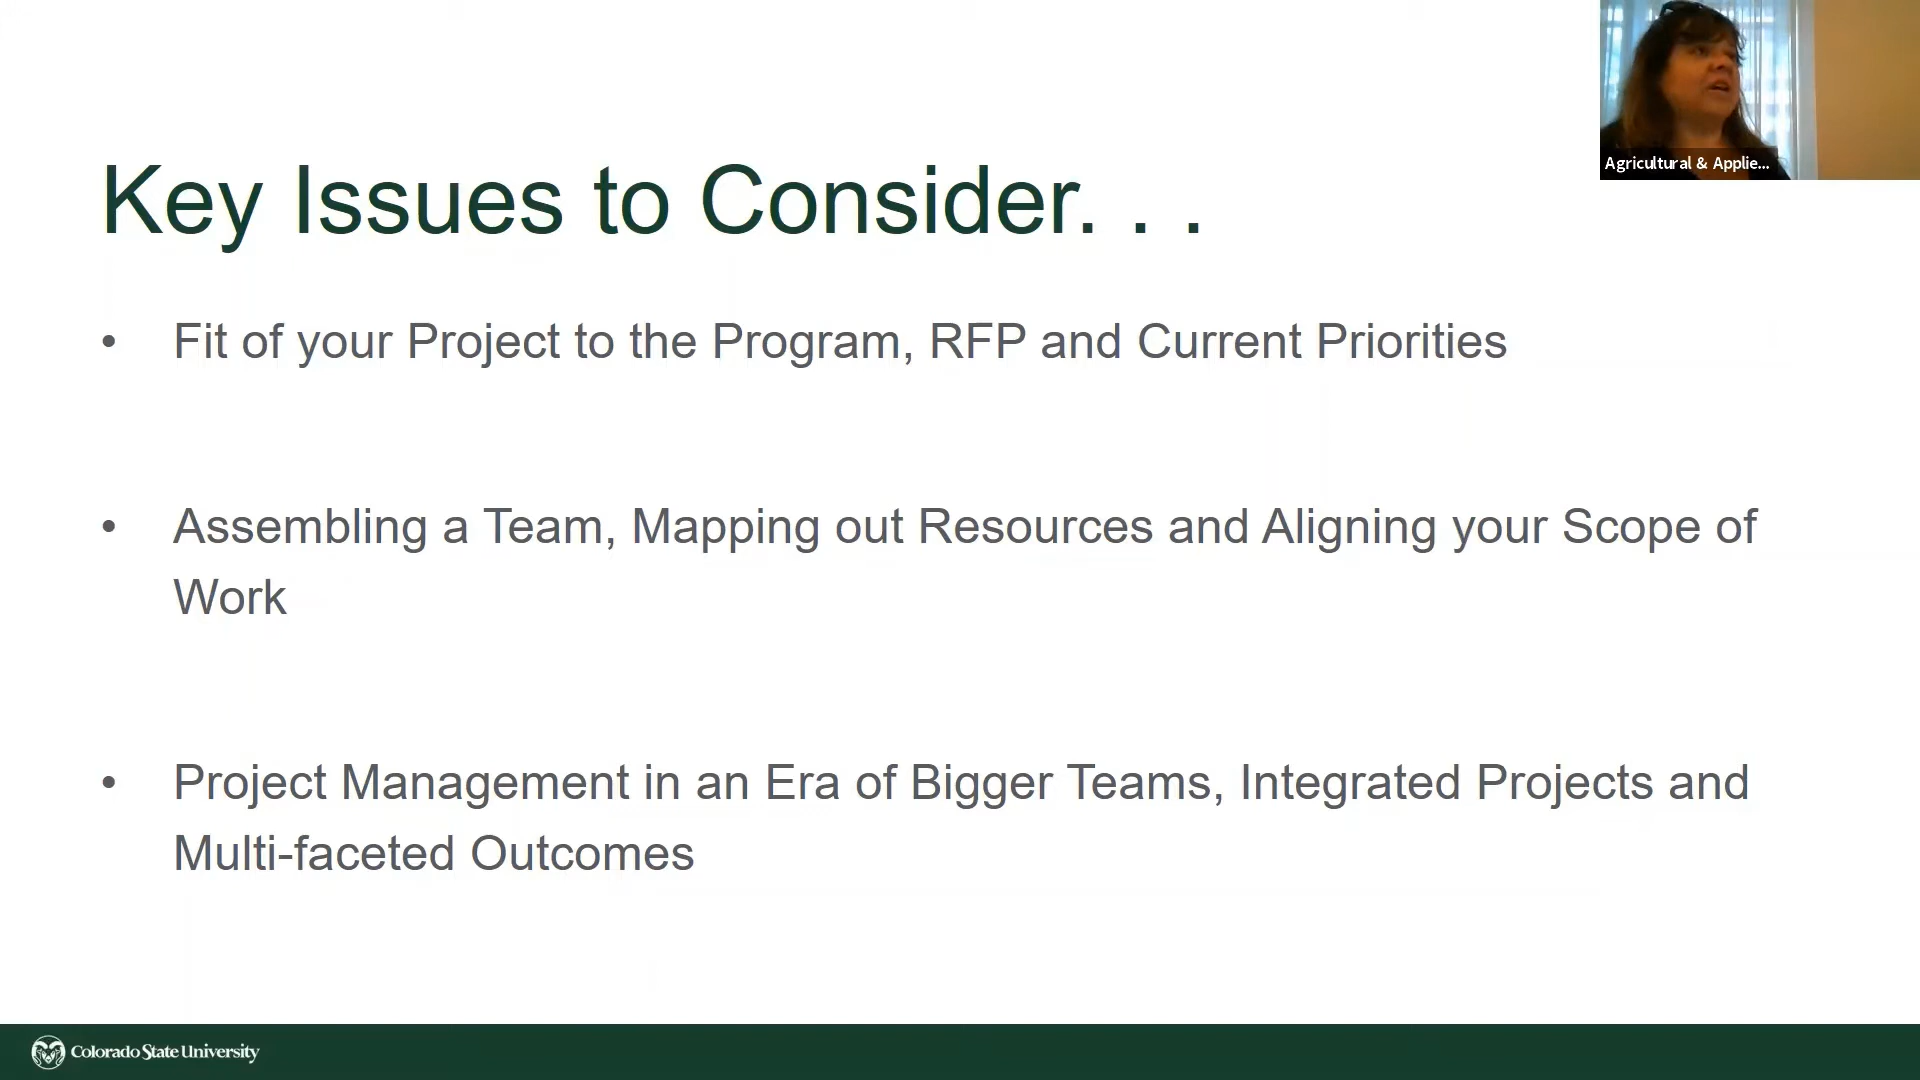 Agricultural & Applie...
Key Issues to Consider. . .
• Fit of your Project to the Program, RFP and Current Priorities
• Assembling a Team, Mapping out Resources and Aligning your Scope of
Work
• Project Management in an Era of Bigger Teams, Integrated Projects and
Multi-faceted Outcomes
Colorado State University